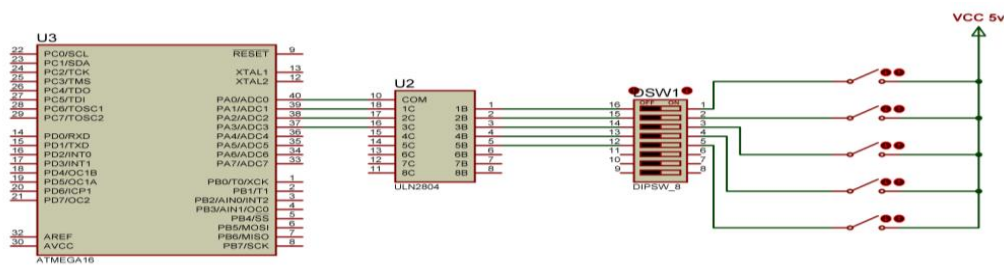 VCC 5v
U3
22 PC0/SCL RESET 9
23 PC1/SDA
24 PC2/TCK XTAL1 13
25 PC3/TMS XTAL2 12
26 PC4/TDO
27 PC5/TDI PA0/ADC0 40
28 PC6/TOSC1 PA1/ADC1 39
29 PC7/TOSC2 PA2/ADC2 38
PA3/ADC3 37
14 PD0/RXD PA4/ADC4 36
15 PD1/TXD PA5/ADC5 35
16 PD2/INT0 PA6/ADC6 34
17 PD3/INT1 PA7/ADC7 33
18 PD4/OC1B
19 PD5/OC1A PB0/T0/XCK 1
20 PD6/ICP1 PB1/T1 2
21 PD7/OC2 PB2/AIN0/INT2 3
PB3/AIN1/OC0 4
PB4/SS 5
PB5/MOSI 6
32 AREF PB6/MISO 7
30 AVCC PB7/SCK 8
ATMEGA16
U2
10 COM
18 1C 1B 1
17 2C 2B 2
16 3C 3B 3
15 4C 4B 4
14 5C 5B 5
13 6C 6B 6
12 7C 7B 7
11 8C 8B 8
ULN2804
DSW1
OFF ON
16 1
15 2
14 3
13 4
12 5
11 6
10 7
9 8
DIPSW_8